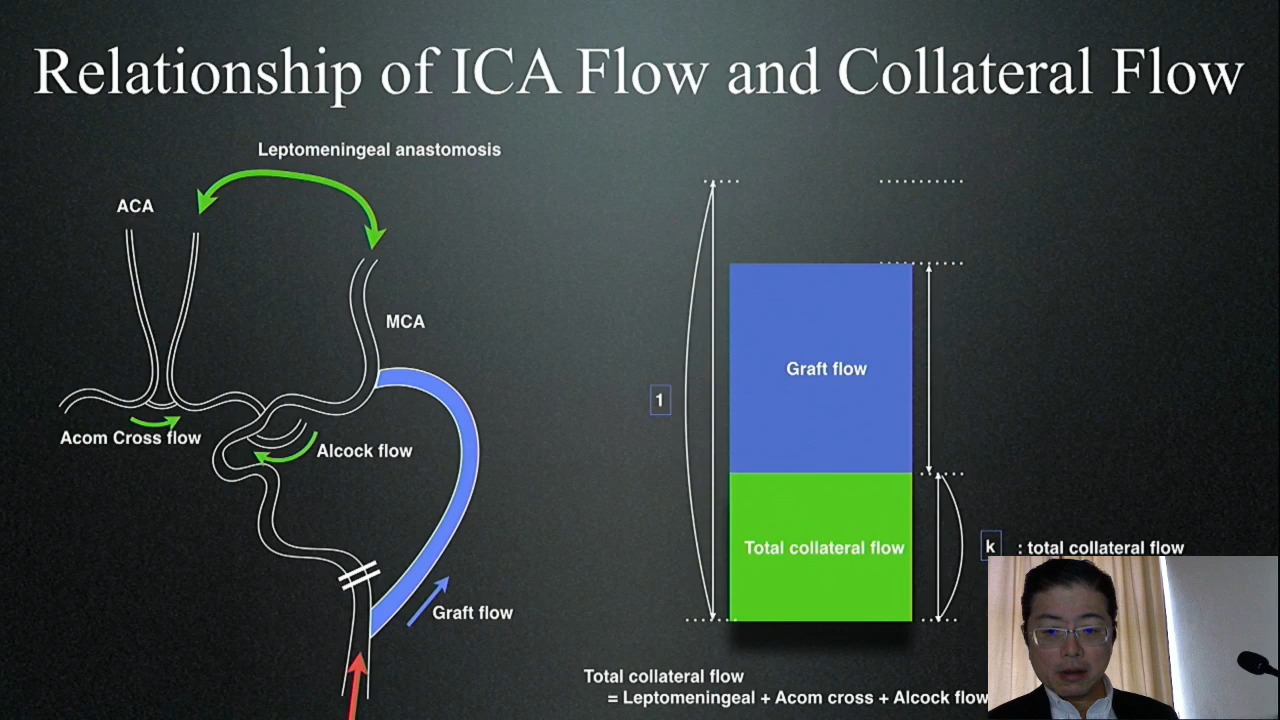 Relationship of ICA Flow and Collateral Flow
Leptomeningeal anastomosis
ACA
MCA
Acom Cross flow
Alcock flow
Graft flow
1
Graft flow
Total collateral flow
k : total collateral flow
Total collateral flow
= Leptomeningeal + Acom cross + Alcock flow